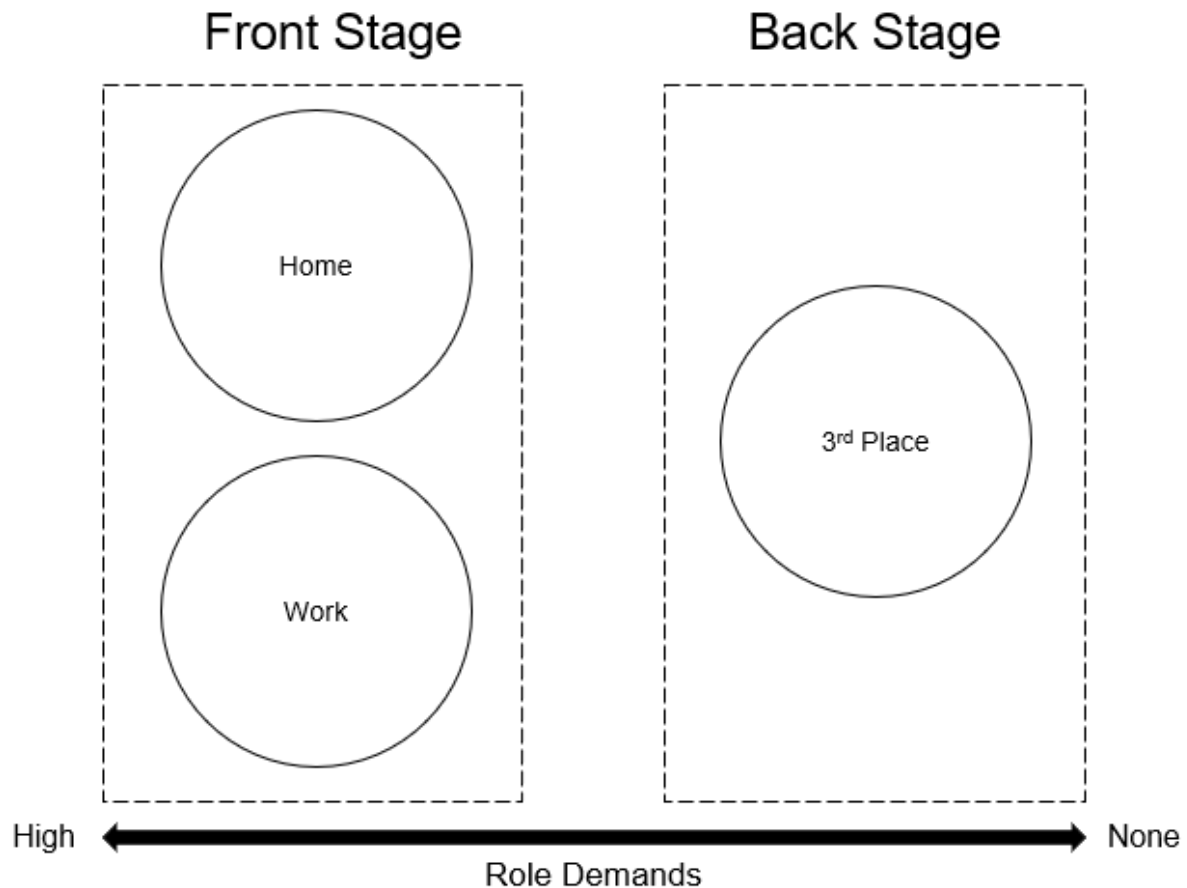 Front Stage
Back Stage
Home
3rd Place
Work
High
None
Role Demands